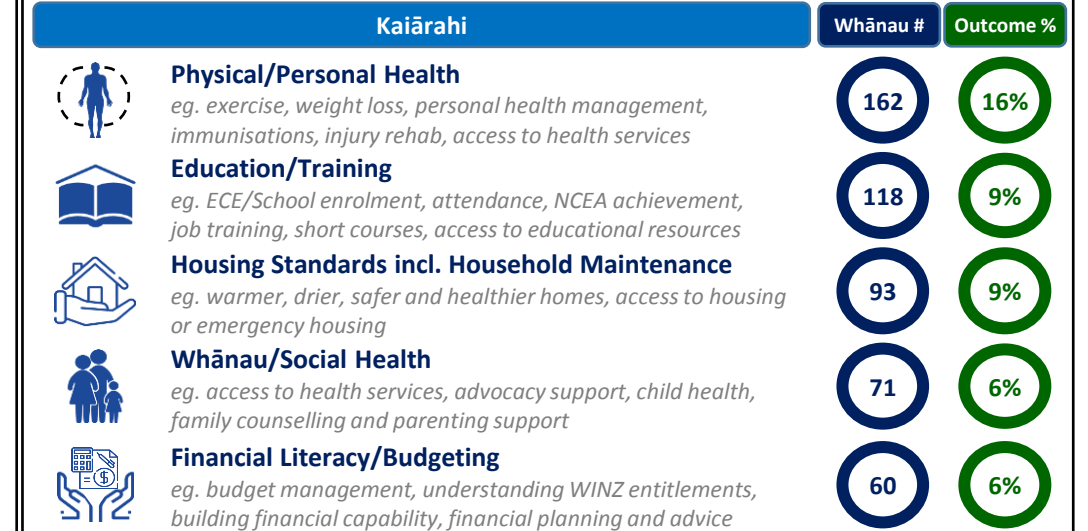 Kaiārahi Whānau # Outcome %
Physical/Personal Health
eg. exercise, weight loss, personal health management,
immunisations, injury rehab, access to health services
162 16%
Education/Training
eg. ECE/School enrolment, attendance, NCEA achievement,
job training, short courses, access to educational resources
118 9%
Housing Standards incl. Household Maintenance
eg. warmer, drier, safer and healthier homes, access to housing
or emergency housing
93 9%
Whānau/Social Health
eg. access to health services, advocacy support, child health,
family counselling and parenting support
71 6%
Financial Literacy/Budgeting
eg. budget management, understanding WINZ entitlements,
building financial capability, financial planning and advice
60 6%